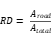 RD = A_road / A_total